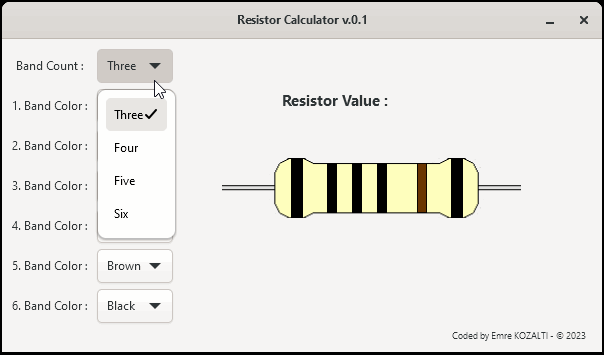 Resistor Calculator v.0.1
Band Count : Three
1. Band Color :
2. Band Color :
3. Band Color :
4. Band Color :
5. Band Color : Brown
6. Band Color : Black
Three
Four
Five
Six
Resistor Value :
Coded by Emre KOZALTI - © 2023